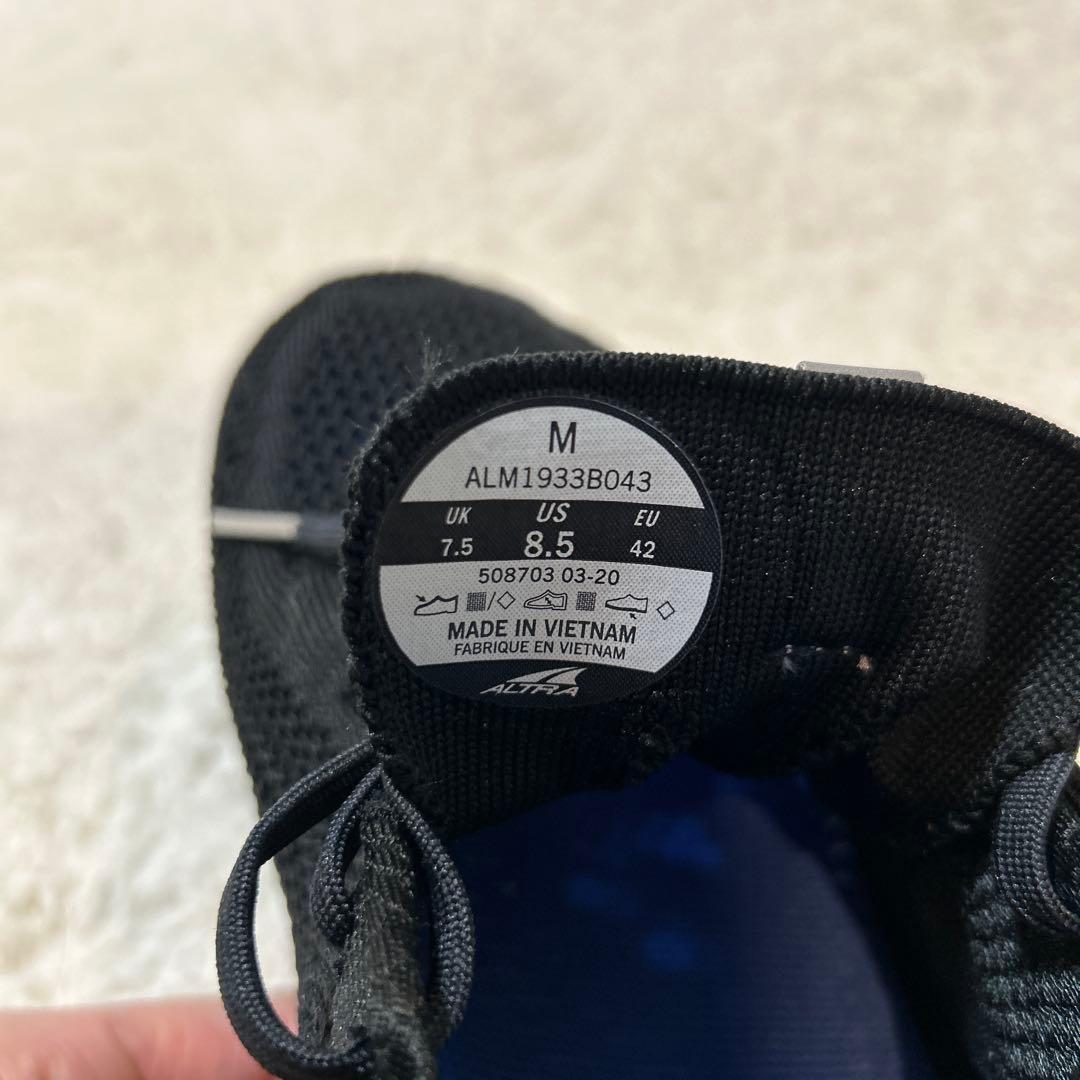 M
ALM1933B043
UK US EU
7.5 8.5 42
508703 03-20
MADE IN VIETNAM
FABRIQUE EN VIETNAM
ALTRA